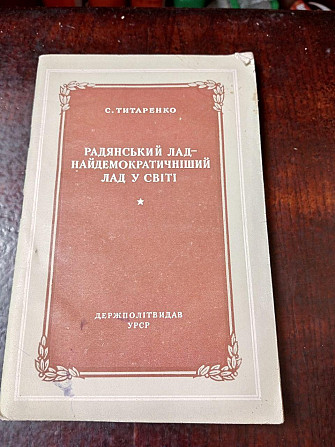 С. ТИТАРЕНКО
РАДЯНСЬКИЙ ЛАД—
НАЙДЕМОКРАТИЧНІШИЙ
ЛАД У СВІТІ
ДЕРЖПОЛІТВИДАВ
УРСР